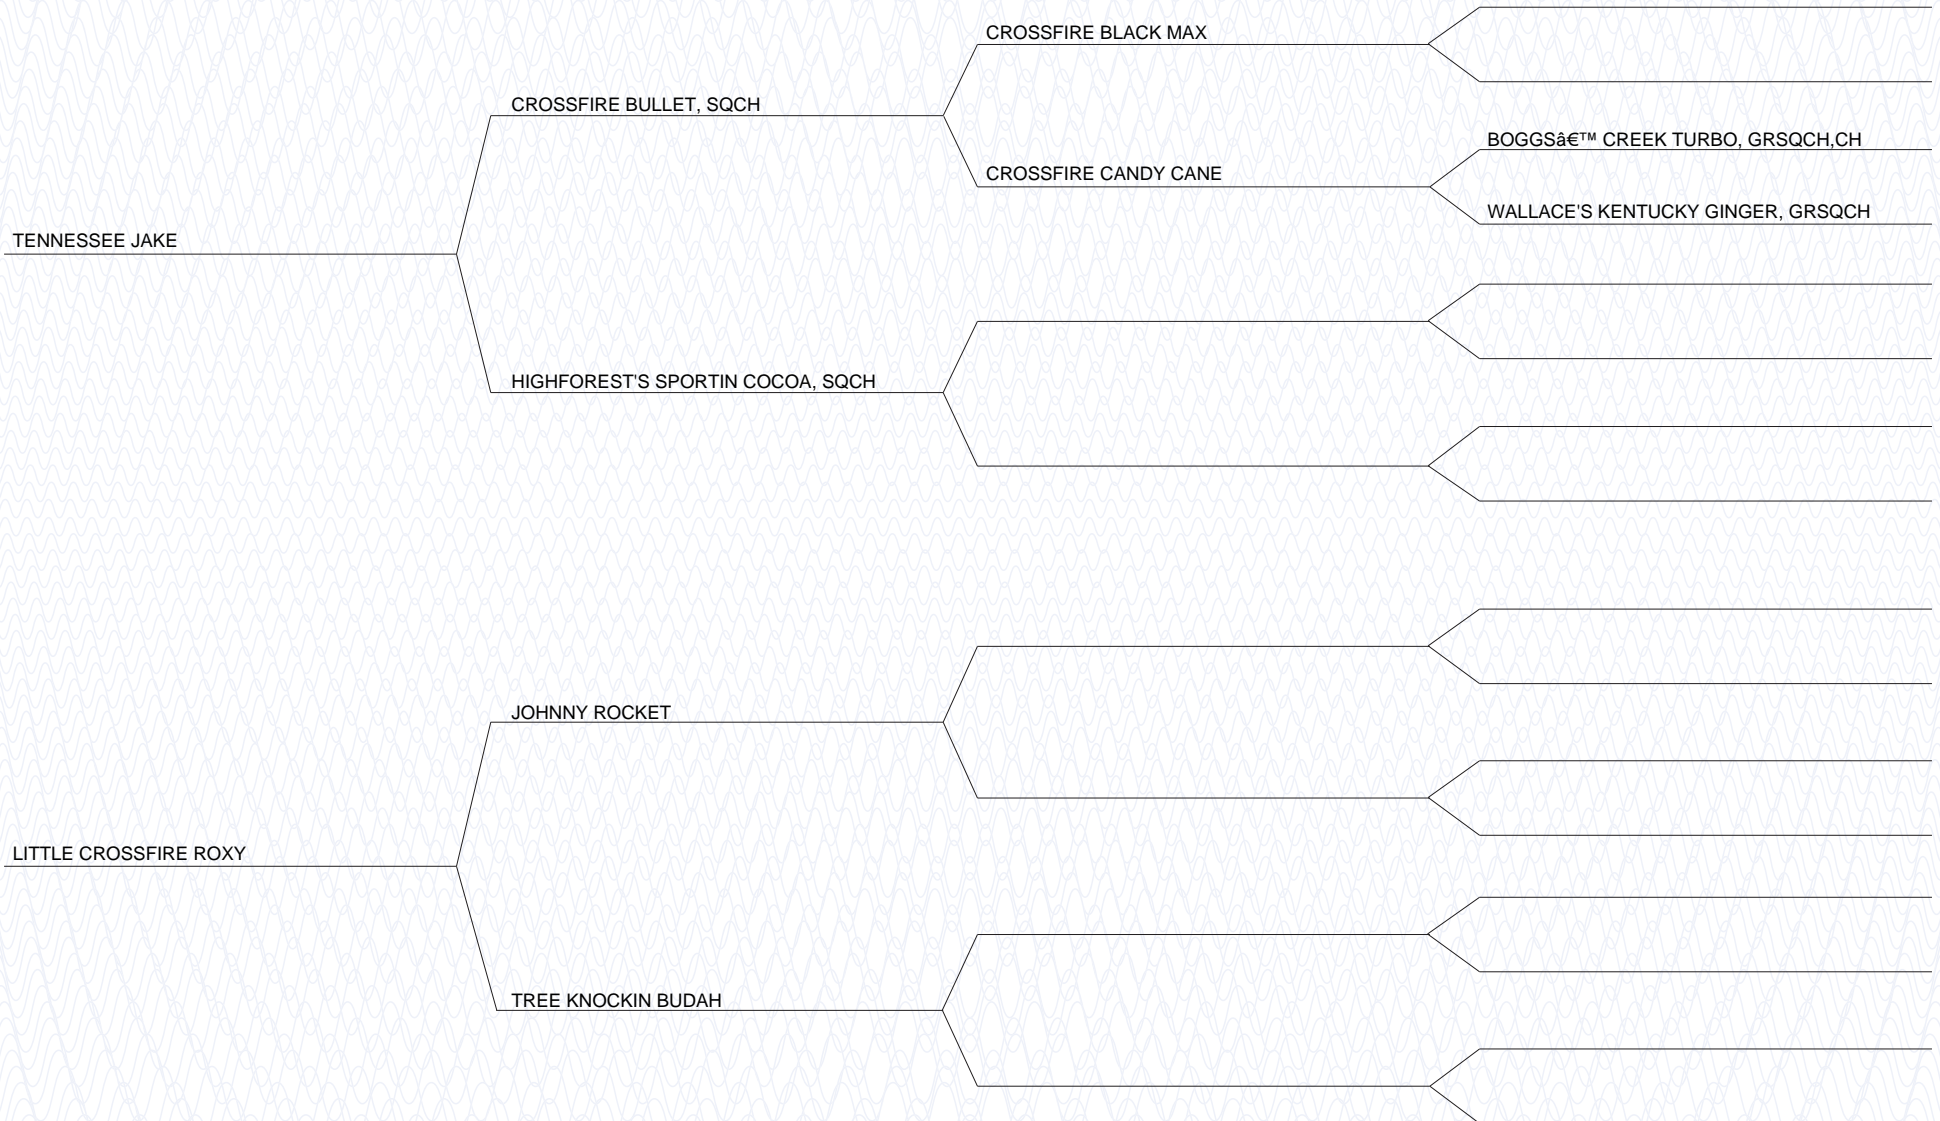 CROSSFIRE BLACK MAX
CROSSFIRE BULLET, SQCH
BOGGSâ€™ CREEK TURBO, GRSQCH,CH
CROSSFIRE CANDY CANE
WALLACE'S KENTUCKY GINGER, GRSQCH
TENNESSEE JAKE
HIGHFOREST'S SPORTIN COCOA, SQCH
JOHNNY ROCKET
LITTLE CROSSFIRE ROXY
TREE KNOCKIN BUDAH